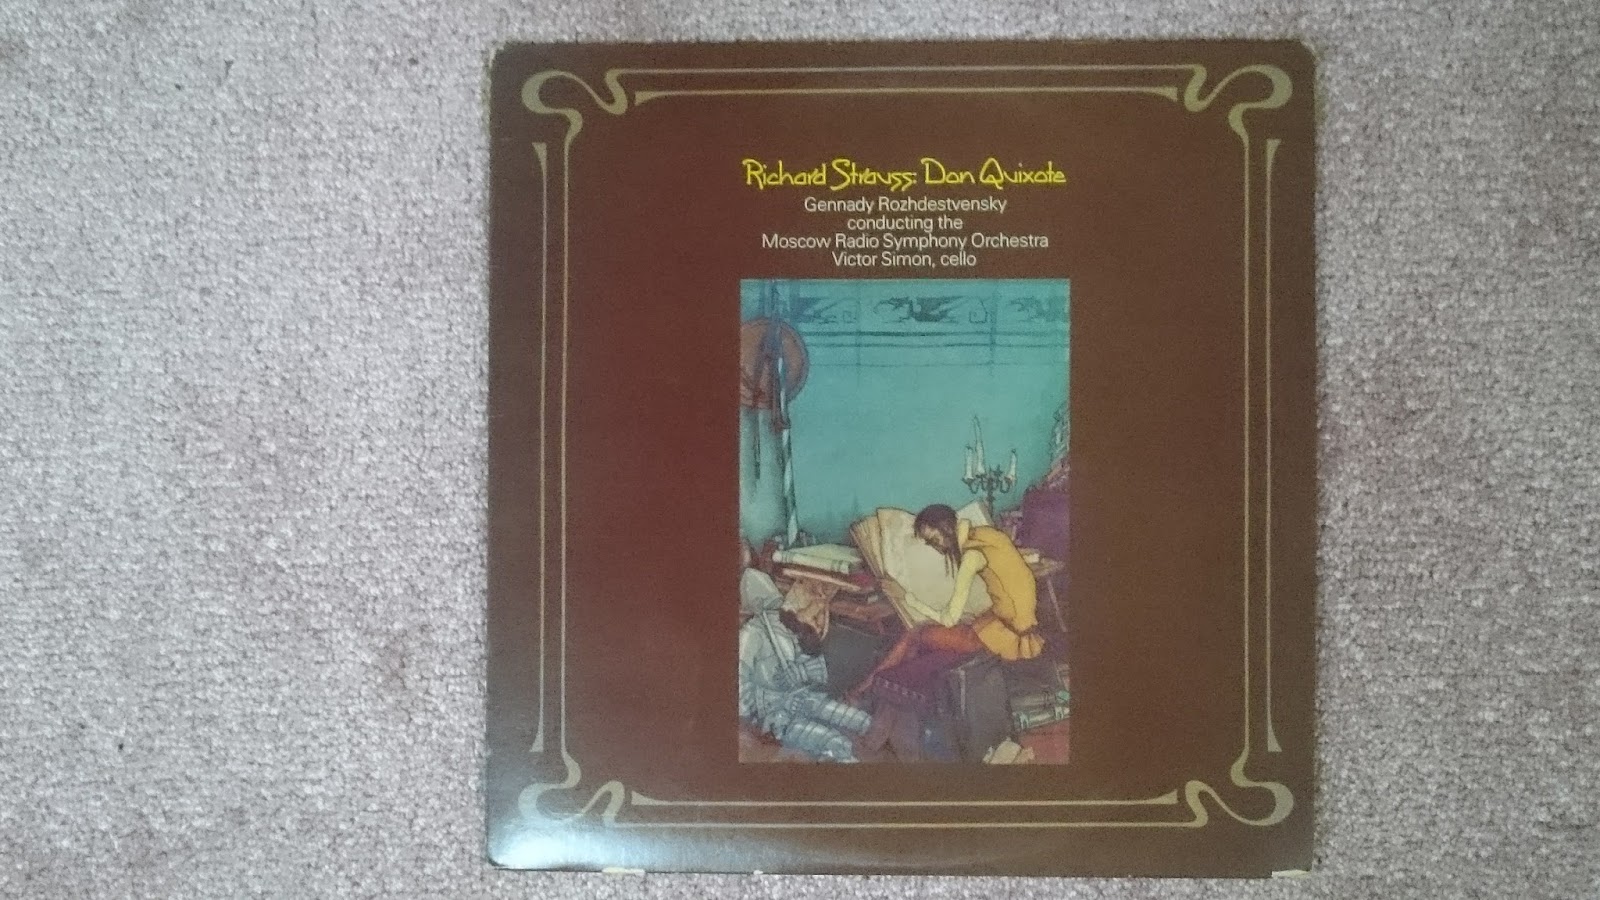 Richard Strauss: Don Quixote
Gennady Rozhdestvensky
conducting the
Moscow Radio Symphony Orchestra
Victor Simon, cello